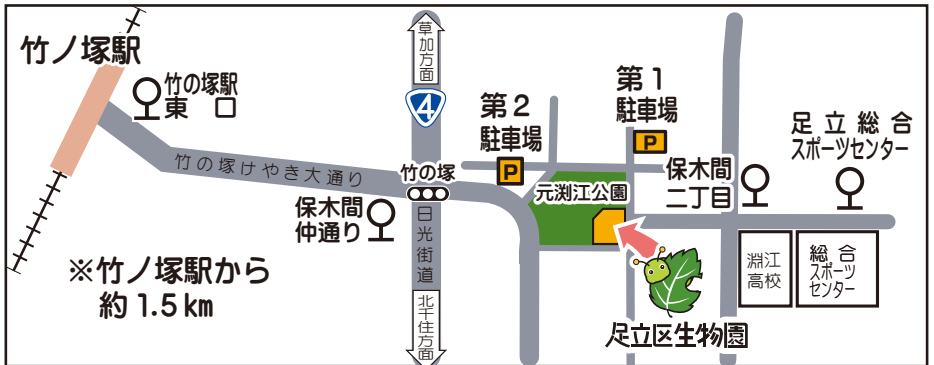 竹ノ塚駅
竹の塚駅
東口
草加方面
4
第2
駐車場
P
第1
駐車場
P
足立総合
スポーツセンター
竹の塚けやき大通り
竹の塚
元渕江公園
保木間
二丁目
保木間
仲通り
日光街道
※竹ノ塚駅から
約1.5km
北千住方面
足立区生物園
淵江
高校
総合
スポーツ
センター